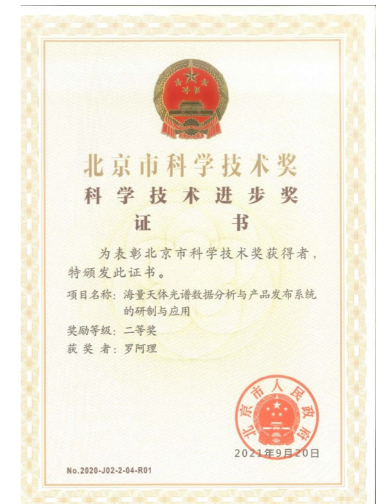 北京市科学技术奖
科学技术进步奖
证 书
为表彰北京市科学技术奖获得者，
特颁发此证书。
项目名称：海量天体光谱数据分析与产品发布系统
的研制与应用
奖励等级：二等奖
获 奖 者：罗阿理
北京市人民政府
2021年9月20日
No.2020-J02-2-04-R01